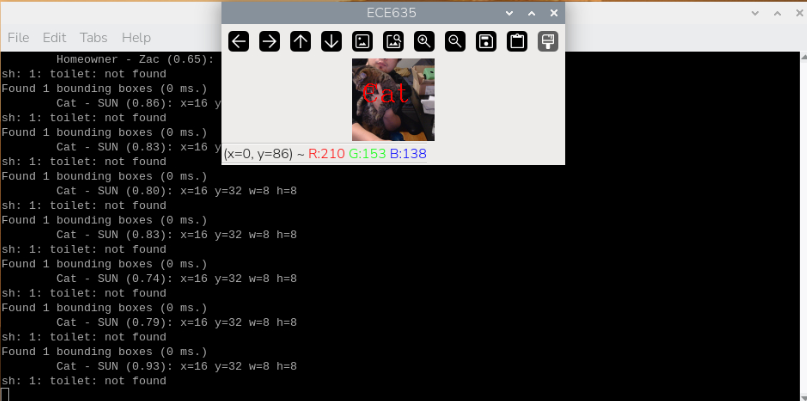 ECE635
File Edit Tabs Help
Cat
(x=0, y=86) ~ R:210 G:153 B:138
Homeowner - Zac (0.65):
sh: 1: toilet: not found
Found 1 bounding boxes (0 ms.)
Cat - SUN (0.86): x=16 y
sh: 1: toilet: not found
Found 1 bounding boxes (0 ms.)
Cat - SUN (0.83): x=16 y
sh: 1: toilet: not found
Found 1 bounding boxes (0 ms.)
Cat - SUN (0.80): x=16 y=32 w=8 h=8
sh: 1: toilet: not found
Found 1 bounding boxes (0 ms.)
Cat - SUN (0.83): x=16 y=32 w=8 h=8
sh: 1: toilet: not found
Found 1 bounding boxes (0 ms.)
Cat - SUN (0.74): x=16 y=32 w=8 h=8
sh: 1: toilet: not found
Found 1 bounding boxes (0 ms.)
Cat - SUN (0.79): x=16 y=32 w=8 h=8
sh: 1: toilet: not found
Found 1 bounding boxes (0 ms.)
Cat - SUN (0.93): x=16 y=32 w=8 h=8
sh: 1: toilet: not found